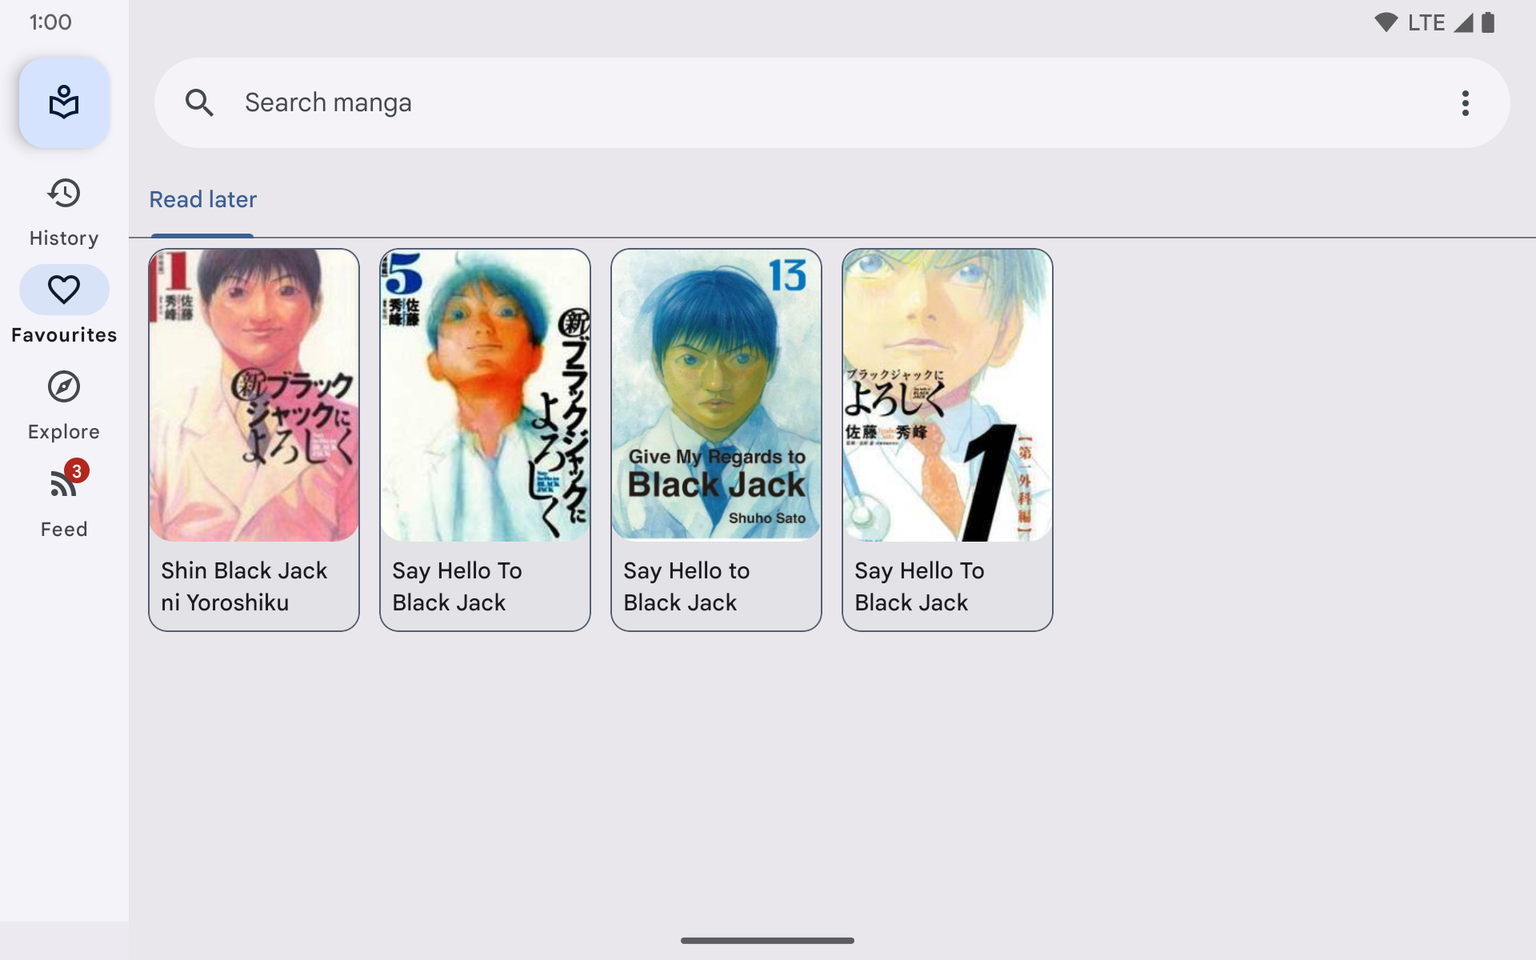 1:00
LTE
Search manga
History
Favourites
Explore
3
Feed
Read later
1
佐藤
秀峰
新ブラック
ジャックに
よろしく
Shin Black Jack
ni Yoroshiku
5
佐藤
秀峰
新ブラックジャックに
よろしく
Say Hello To
Black Jack
13
Give My Regards to
Black Jack
Shuho Sato
Say Hello to
Black Jack
ブラックジャックに
よろしく
佐藤 秀峰
1
【第一外科編】
Say Hello To
Black Jack